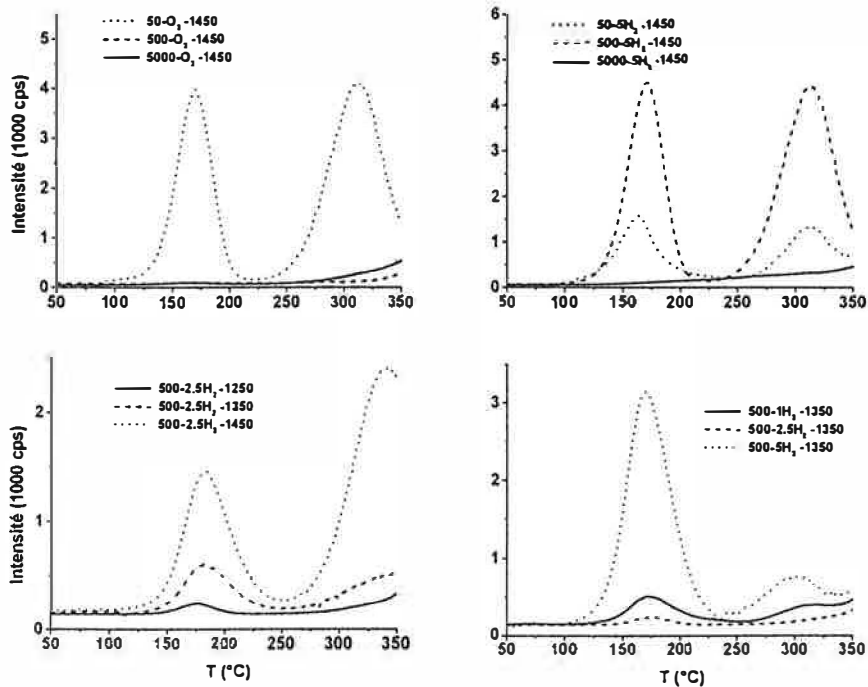 50-O₂-1450
500-O₂-1450
5000-O₂-1450
Intensité (1000 cps)
5
4
3
2
1
0
50 100 150 200 250 300 350
50-5H₂-1450
500-5H₂-1450
5000-5H₂-1450
6
5
4
3
2
1
0
50 100 150 200 250 300 350
500-2.5H₂-1250
500-2.5H₂-1350
500-2.5H₂-1450
Intensité (1000 cps)
2
1
0
50 100 150 200 250 300 350
T (°C)
500-1H₂-1350
500-2.5H₂-1350
500-5H₂-1350
3
2
1
0
50 100 150 200 250 300 350
T (°C)